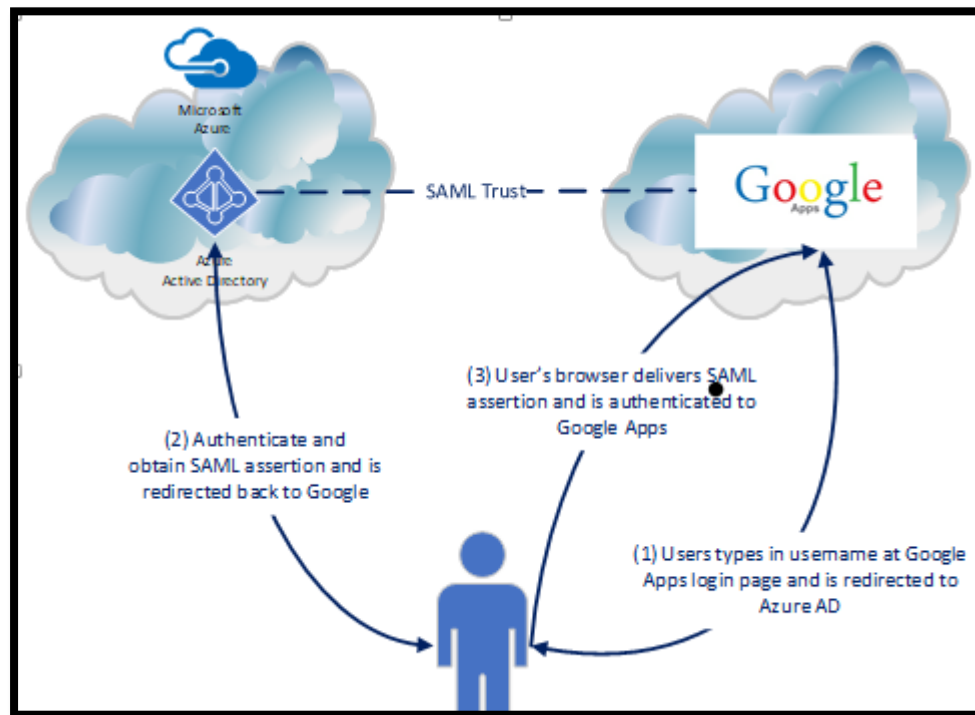 Microsoft
Azure
SAML Trust
Google
Apps
Azure
Active Directory
(3) User's browser delivers SAML
assertion and is authenticated to
Google Apps
(2) Authenticate and
obtain SAML assertion and is
redirected back to Google
(1) Users types in username at Google
Apps login page and is redirected to
Azure AD